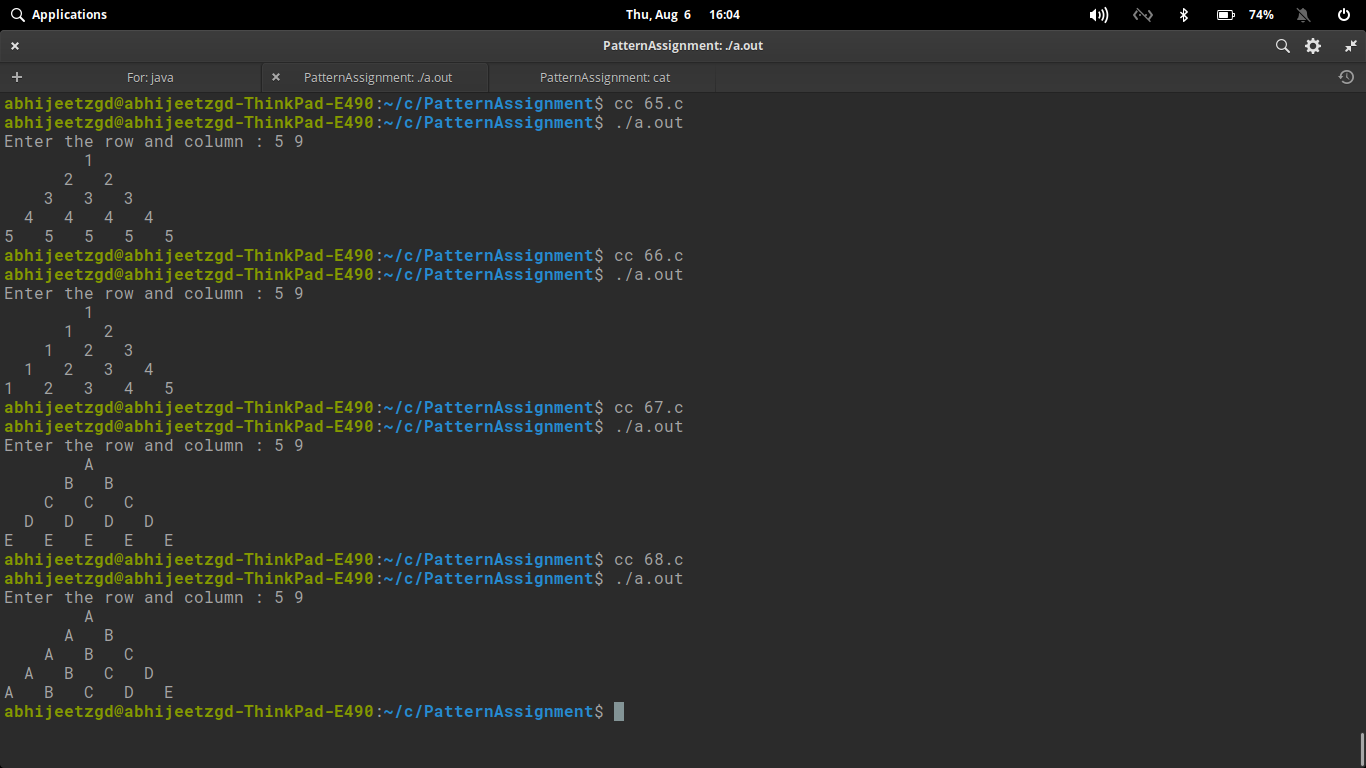 Applications Thu, Aug 6 16:04 74%
PatternAssignment: ./a.out
For: java PatternAssignment: ./a.out PatternAssignment: cat
abhijeetzgd@abhijeetzgd-ThinkPad-E490:~/c/PatternAssignment$ cc 65.c
abhijeetzgd@abhijeetzgd-ThinkPad-E490:~/c/PatternAssignment$ ./a.out
Enter the row and column : 5 9
        1
      2   2
    3   3   3
  4   4   4   4
5   5   5   5   5
abhijeetzgd@abhijeetzgd-ThinkPad-E490:~/c/PatternAssignment$ cc 66.c
abhijeetzgd@abhijeetzgd-ThinkPad-E490:~/c/PatternAssignment$ ./a.out
Enter the row and column : 5 9
        1
      1   2
    1   2   3
  1   2   3   4
1   2   3   4   5
abhijeetzgd@abhijeetzgd-ThinkPad-E490:~/c/PatternAssignment$ cc 67.c
abhijeetzgd@abhijeetzgd-ThinkPad-E490:~/c/PatternAssignment$ ./a.out
Enter the row and column : 5 9
        A
      B   B
    C   C   C
  D   D   D   D
E   E   E   E   E
abhijeetzgd@abhijeetzgd-ThinkPad-E490:~/c/PatternAssignment$ cc 68.c
abhijeetzgd@abhijeetzgd-ThinkPad-E490:~/c/PatternAssignment$ ./a.out
Enter the row and column : 5 9
        A
      A   B
    A   B   C
  A   B   C   D
A   B   C   D   E
abhijeetzgd@abhijeetzgd-ThinkPad-E490:~/c/PatternAssignment$